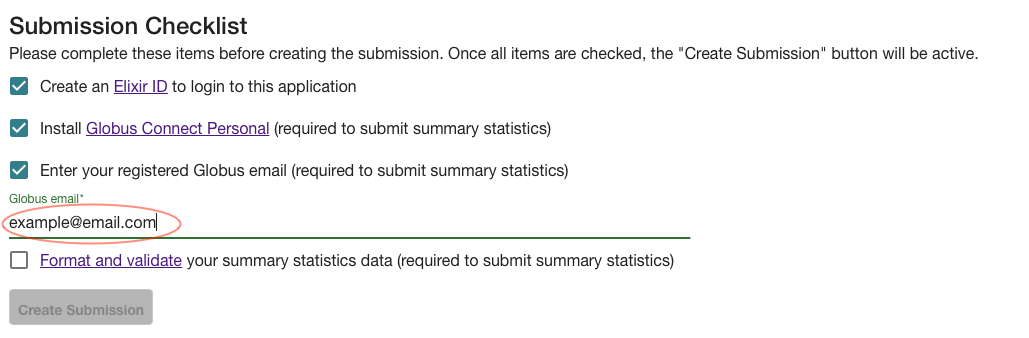 Submission Checklist
Please complete these items before creating the submission. Once all items are checked, the "Create Submission" button will be active.
Create an Elixir ID to login to this application
Install Globus Connect Personal (required to submit summary statistics)
Enter your registered Globus email (required to submit summary statistics)
Globus email*
example@email.com
Format and validate your summary statistics data (required to submit summary statistics)
Create Submission